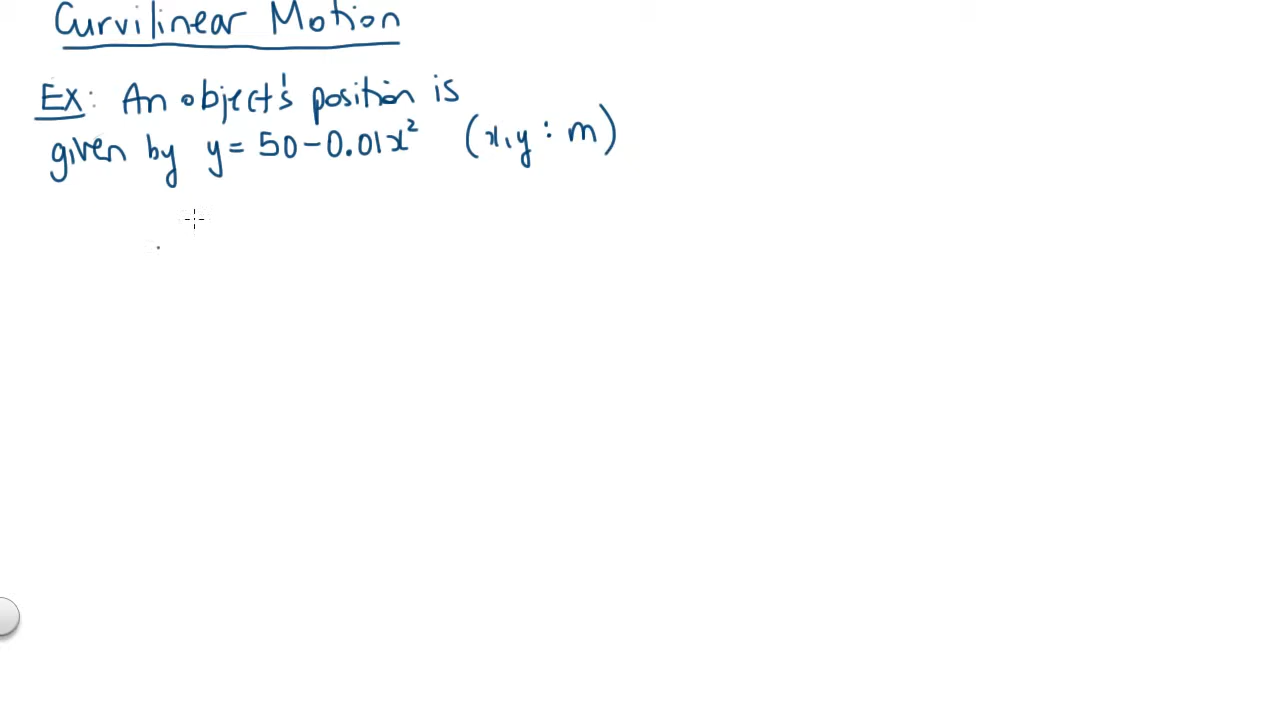 Curvilinear Motion
Ex: An object's position is
given by y = 50 - 0.01x² (x, y : m)